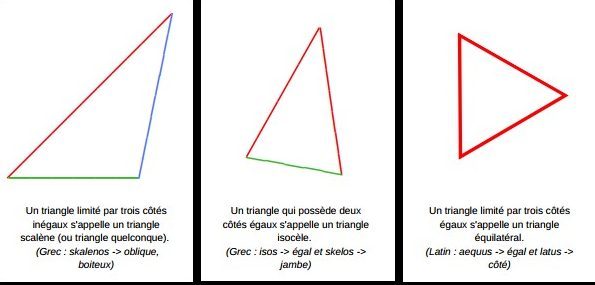 Un triangle limité par trois côtés
inégaux s'appelle un triangle
scalène (ou triangle quelconque).
(Grec : skalenos -> oblique,
boiteux)
Un triangle qui possède deux
côtés égaux s'appelle un triangle
isocèle.
(Grec : isos -> égal et skelos ->
jambe)
Un triangle limité par trois côtés
égaux s'appelle un triangle
équilatéral.
(Latin : aequus -> égal et latus ->
côté)